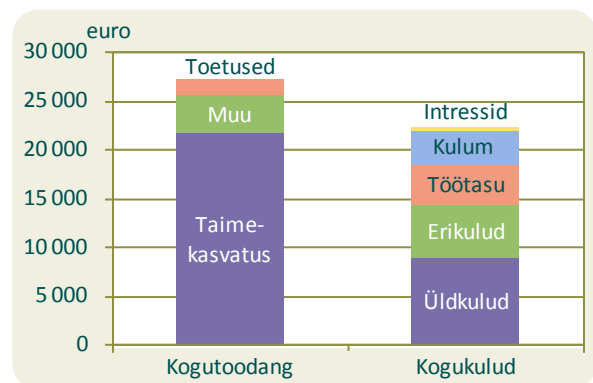 euro
30 000
25 000
20 000
15 000
10 000
5 000
0
Toetused
Muu
Taime-
kasvatus
Intressid
Kulum
Töötasu
Erikulud
Üldkulud
Kogutoodang
Kogukulud